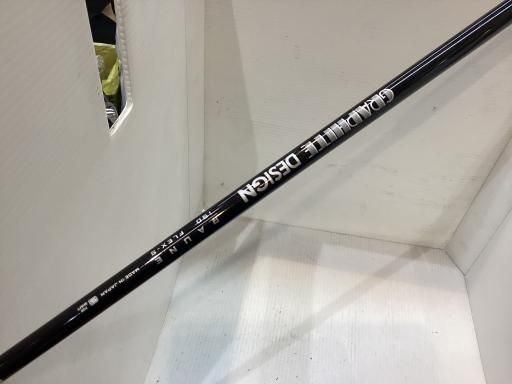 GRAPHITE DESIGN
RAUNE
FLEX-S
MADE IN JAPAN